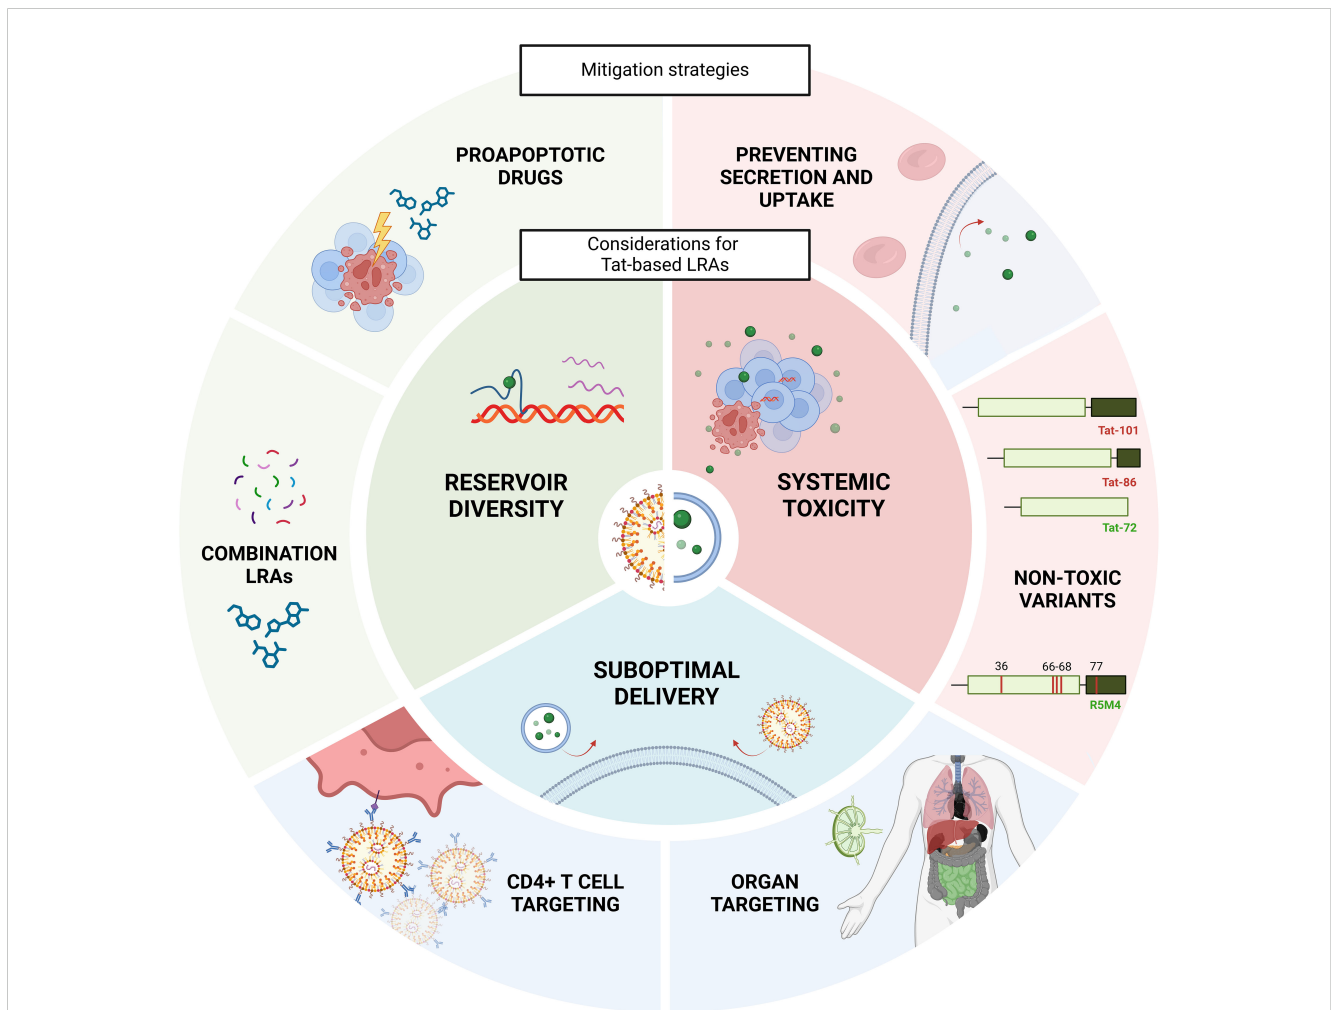 Mitigation strategies
PROAPOPTOTIC
DRUGS
PREVENTING
SECRETION AND
UPTAKE
Considerations for
Tat-based LRAs
RESERVOIR
DIVERSITY
SYSTEMIC
TOXICITY
SUBOPTIMAL
DELIVERY
COMBINATION
LRAs
Tat-101
Tat-86
Tat-72
NON-TOXIC
VARIANTS
36 66-68 77
R5M4
CD4+ T CELL
TARGETING
ORGAN
TARGETING